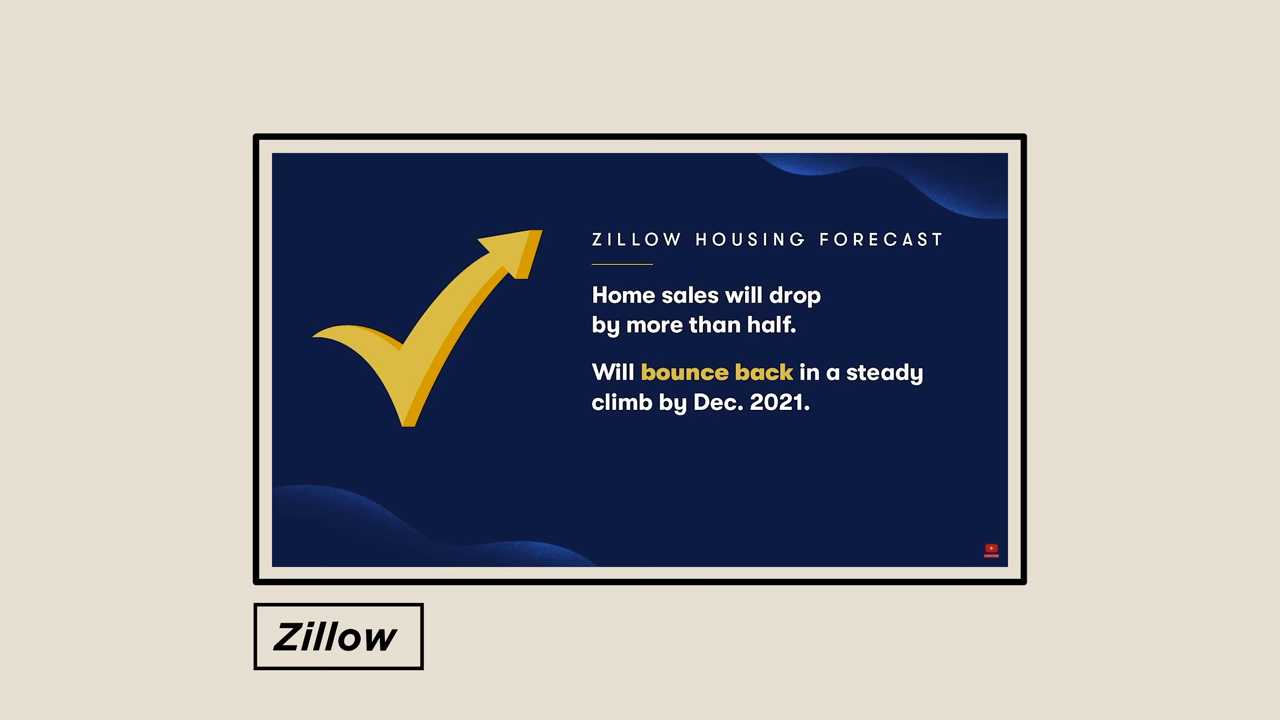 ZILLOW HOUSING FORECAST
Home sales will drop
by more than half.
Will bounce back in a steady
climb by Dec. 2021.
Zillow